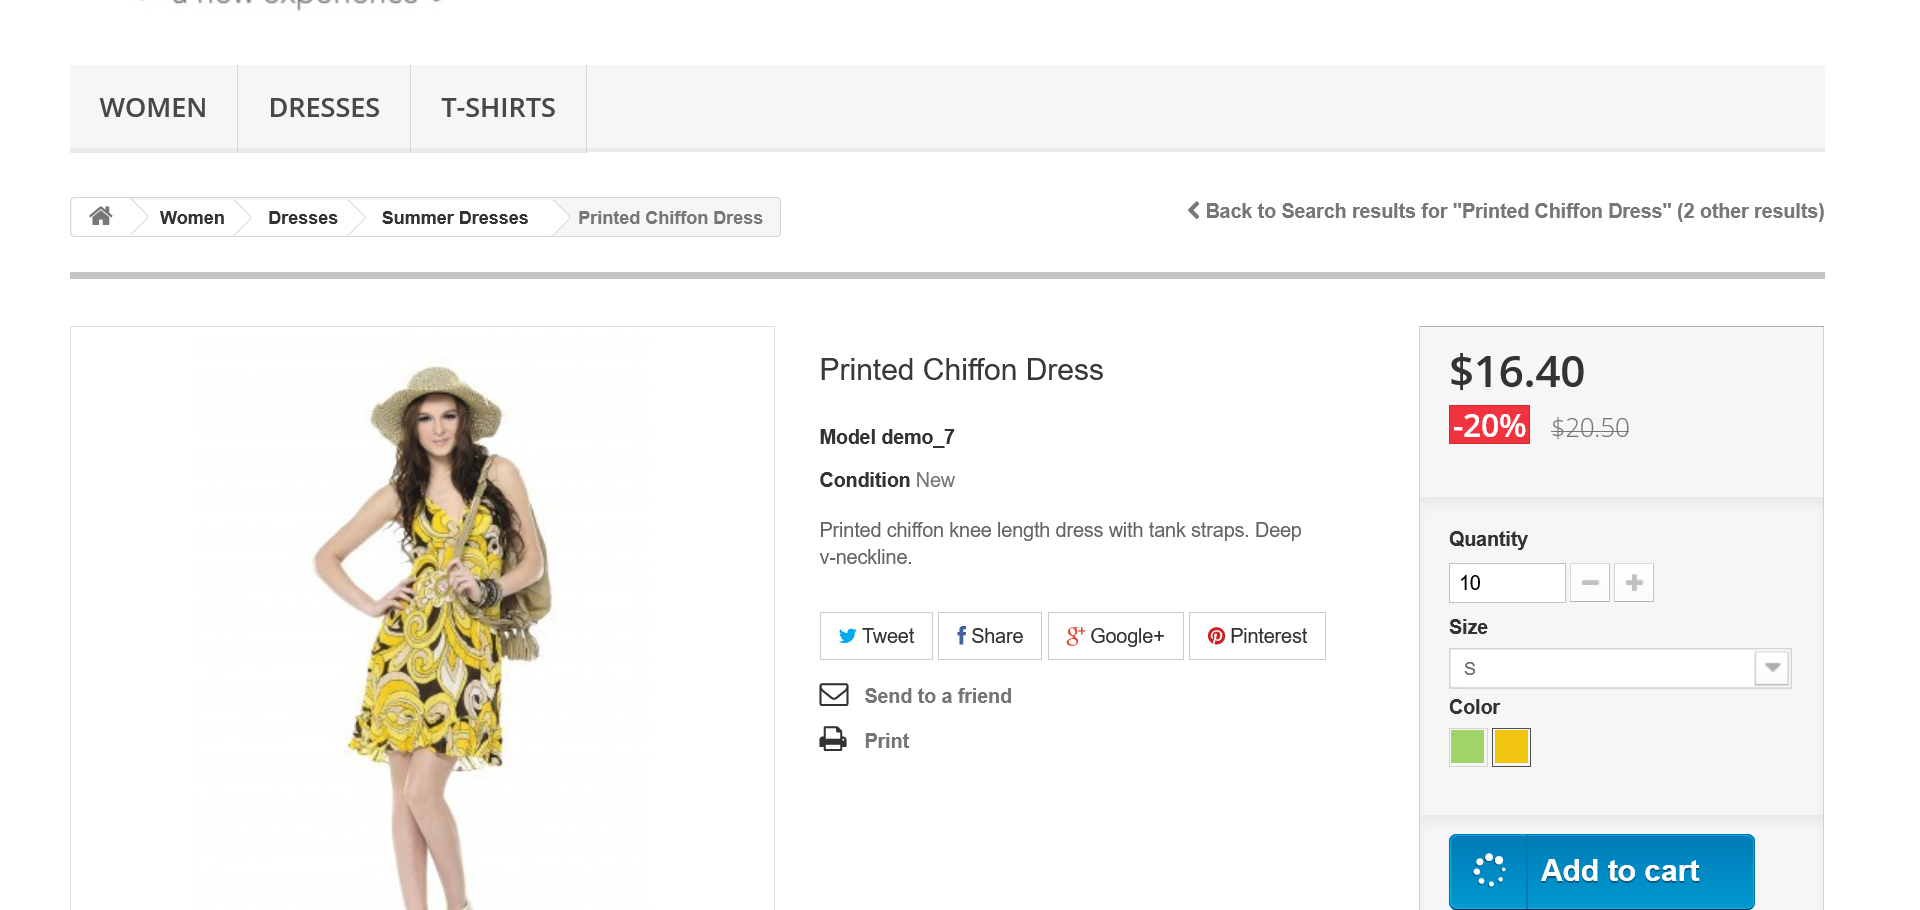 WOMEN DRESSES T-SHIRTS
Women Dresses Summer Dresses Printed Chiffon Dress
Back to Search results for "Printed Chiffon Dress" (2 other results)
Printed Chiffon Dress
Model demo_7
Condition New
Printed chiffon knee length dress with tank straps. Deep
v-neckline.
Tweet Share Google+ Pinterest
Send to a friend
Print
$16.40
-20% $20.50
Quantity
10
Size
S
Color
Add to cart